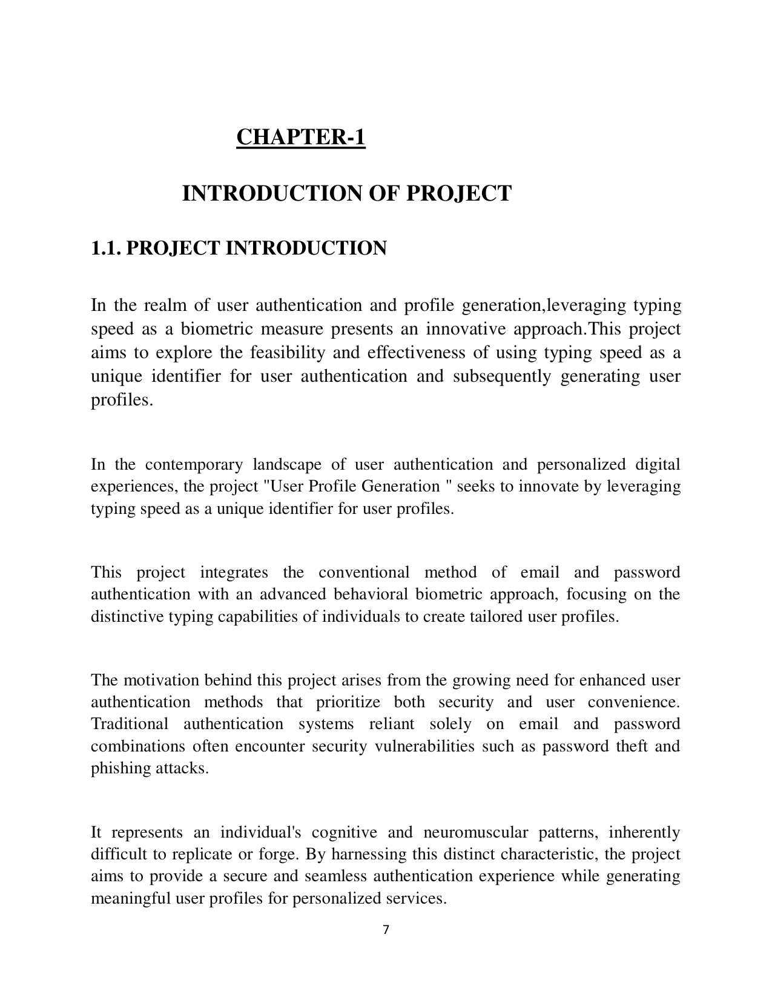 CHAPTER-1
INTRODUCTION OF PROJECT
1.1. PROJECT INTRODUCTION
In the realm of user authentication and profile generation,leveraging typing
speed as a biometric measure presents an innovative approach.This project
aims to explore the feasibility and effectiveness of using typing speed as a
unique identifier for user authentication and subsequently generating user
profiles.
In the contemporary landscape of user authentication and personalized digital
experiences, the project "User Profile Generation " seeks to innovate by leveraging
typing speed as a unique identifier for user profiles.
This project integrates the conventional method of email and password
authentication with an advanced behavioral biometric approach, focusing on the
distinctive typing capabilities of individuals to create tailored user profiles.
The motivation behind this project arises from the growing need for enhanced user
authentication methods that prioritize both security and user convenience.
Traditional authentication systems reliant solely on email and password
combinations often encounter security vulnerabilities such as password theft and
phishing attacks.
It represents an individual's cognitive and neuromuscular patterns, inherently
difficult to replicate or forge. By harnessing this distinct characteristic, the project
aims to provide a secure and seamless authentication experience while generating
meaningful user profiles for personalized services.
7